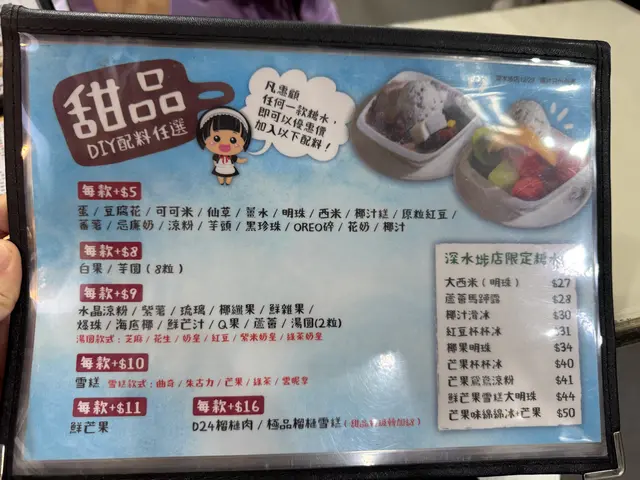 甜品
DIY配料任選
凡惠顧
任何一款糖水，
即可以優惠價
加入以下配料！
每款+$5
蛋 / 豆腐花 / 可可米 / 仙草 / 薑水 / 明珠 / 西米 / 椰汁糕 / 原粒紅豆 /
番薯 / 忌廉奶 / 涼粉 / 芋頭 / 黑珍珠 / OREO碎 / 花奶 / 椰汁
每款+$8
白果 / 芋圓 ( 8粒 )
每款+$9
水晶涼粉 / 紫薯 / 琉璃 / 椰纖果 / 鮮雜果 /
爆珠 / 海底椰 / 鮮芒汁 / Q果 / 蘆薈 / 湯圓(2粒)
湯圓款式：芝麻 / 花生 / 奶皇 / 紅豆 / 紫米奶皇 / 綠茶奶皇
每款+$10
雪糕 雪糕款式：曲奇 / 朱古力 / 芒果 / 綠茶 / 雲呢拿
每款+$11
鮮芒果
每款+$16
D24榴槤肉 / 極品榴槤雪糕
深水埗店限定糖水
大西米 ( 明珠 ) $27
蘆薈馬蹄露 $28
椰汁滑冰 $30
紅豆杯杯冰 $31
椰果明珠 $34
芒果杯杯冰 $40
芒果鴛鴦涼粉 $41
鮮芒果雪糕大明珠 $44
芒果味綿綿冰+芒果 $50